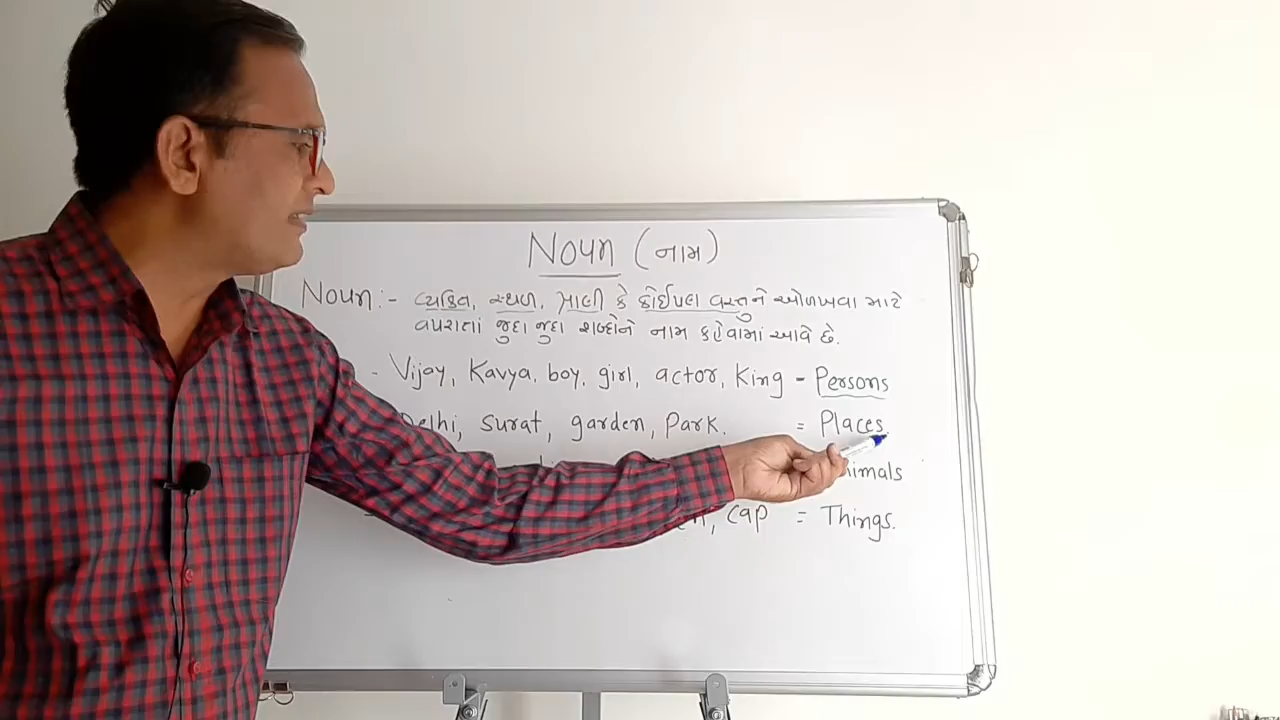 Noun (નામ)
Noun:- વ્યકિત, સ્થળ, પ્રાણી કે કોઈપણ વસ્તુને ઓળખવા માટે
વપરાતાં જુદા જુદા શબ્દોને નામ કહેવામાં આવે છે.
- Vijay, Kavya, boy, girl, actor, King - Persons
Delhi, surat, garden, Park. = Places.
= Things.
cap